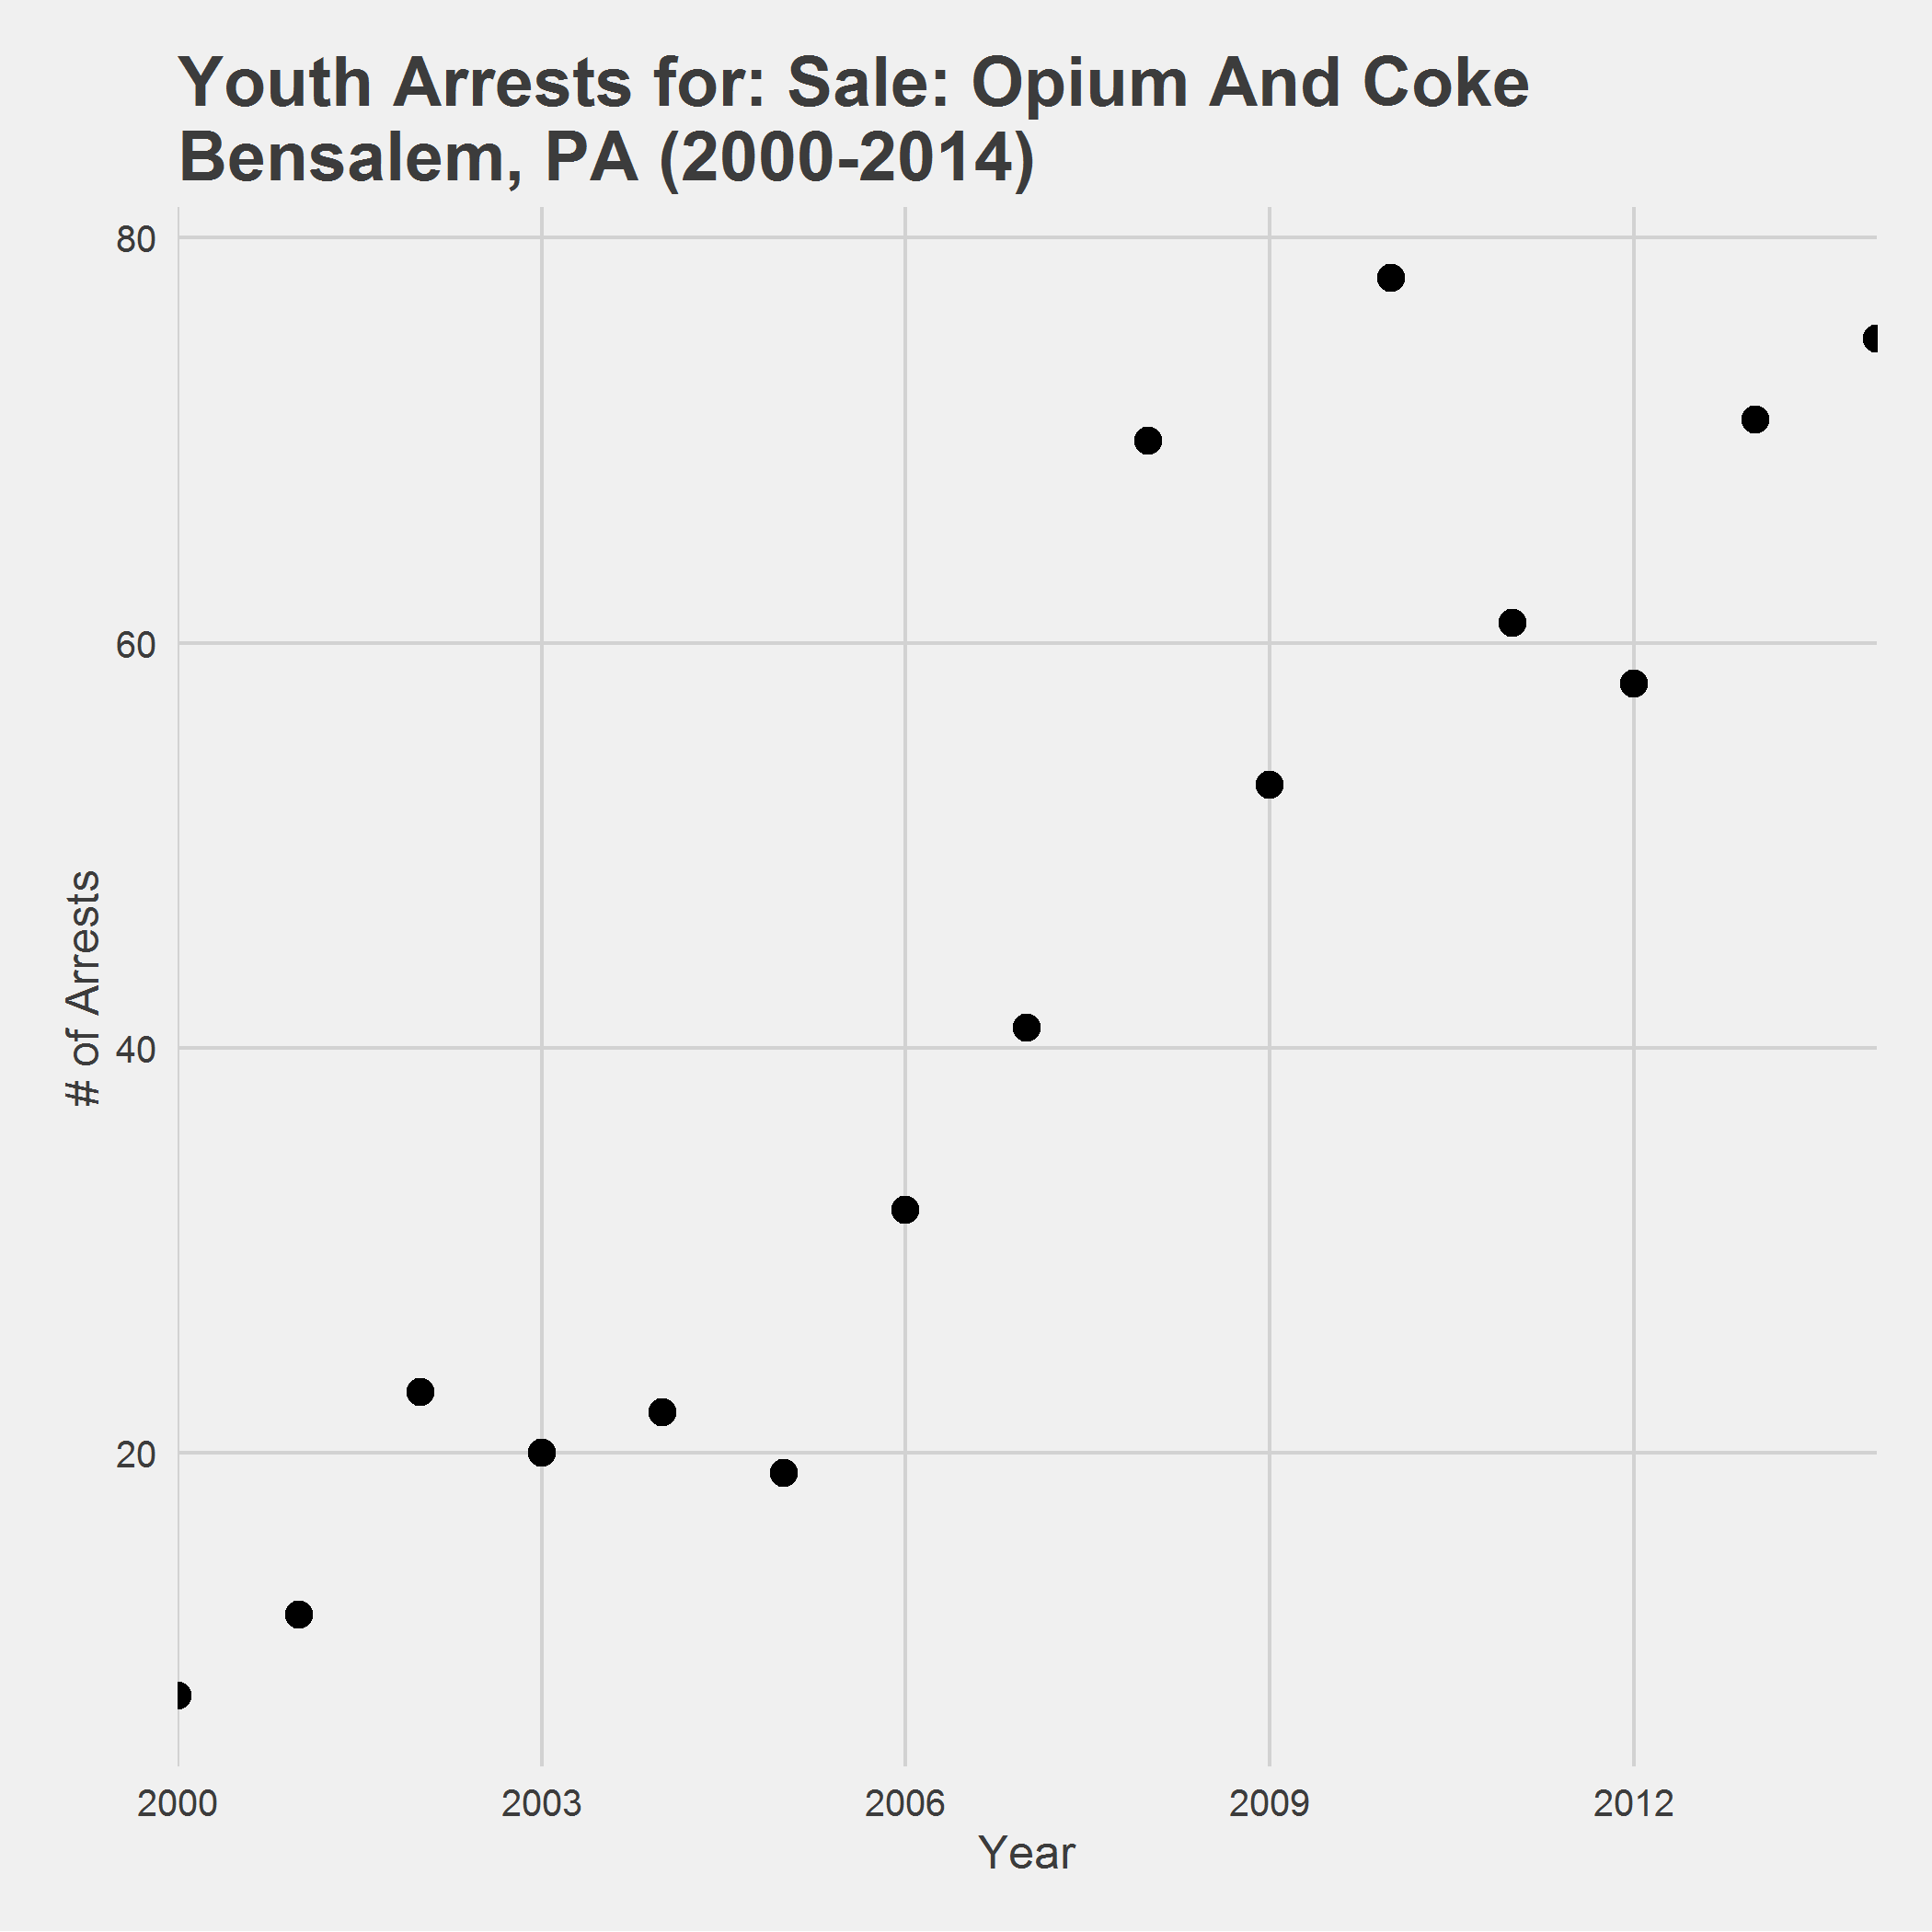 Youth Arrests for: Sale: Opium And Coke
Bensalem, PA (2000-2014)
80
60
40
20
# of Arrests
2000 2003 2006 2009 2012
Year